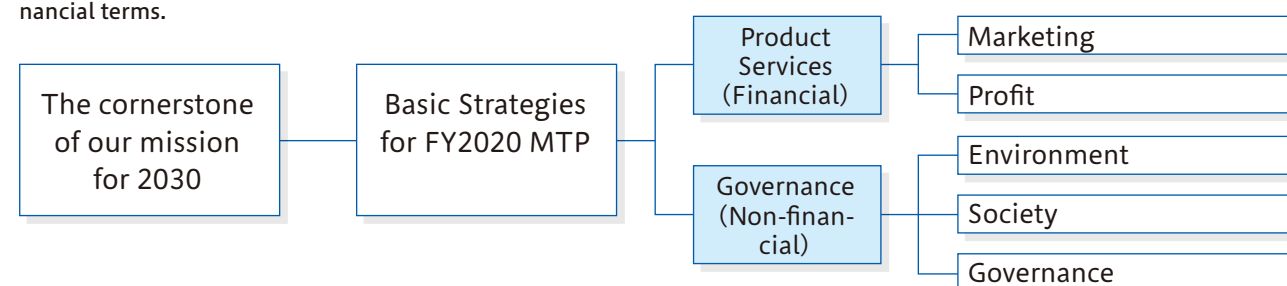 nancial terms.
The cornerstone
of our mission
for 2030
Basic Strategies
for FY2020 MTP
Product
Services
(Financial)
Marketing
Profit
Governance
(Non-finan-
cial)
Environment
Society
Governance